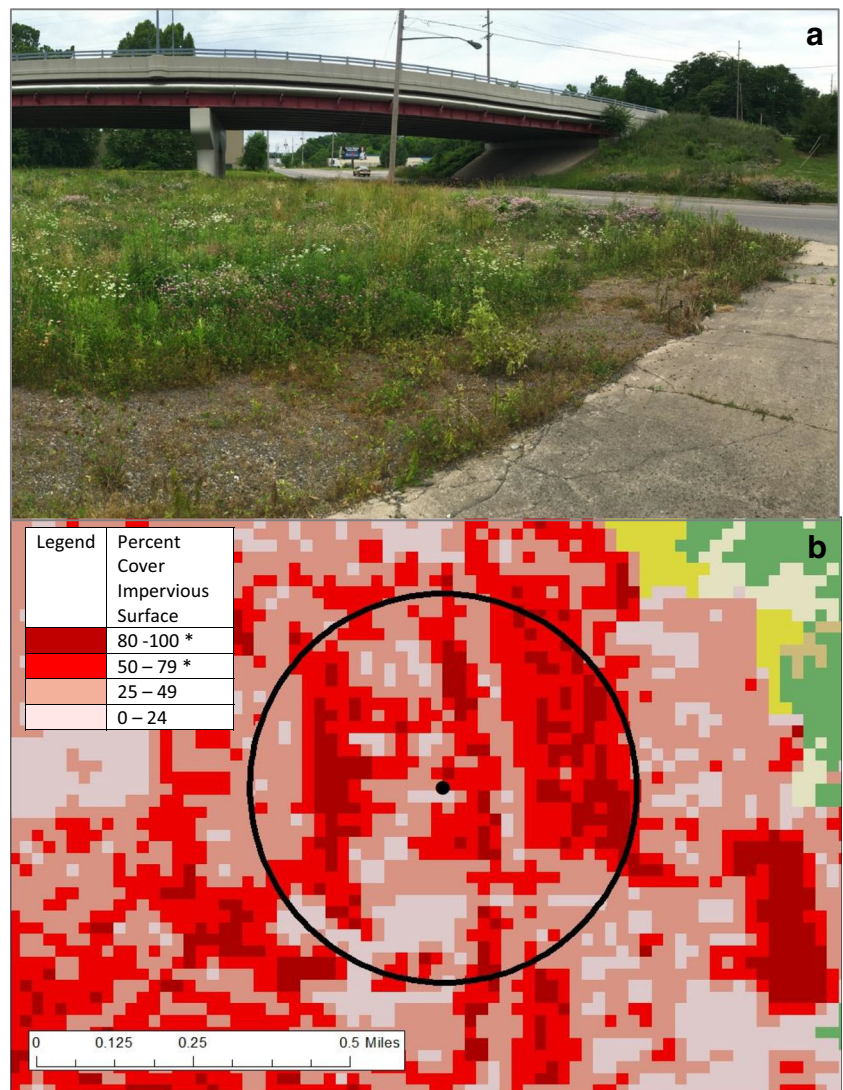 a
b
Legend Percent
Cover
Impervious
Surface
80 -100 *
50 – 79 *
25 – 49
0 – 24
0 0.125 0.25 0.5 Miles